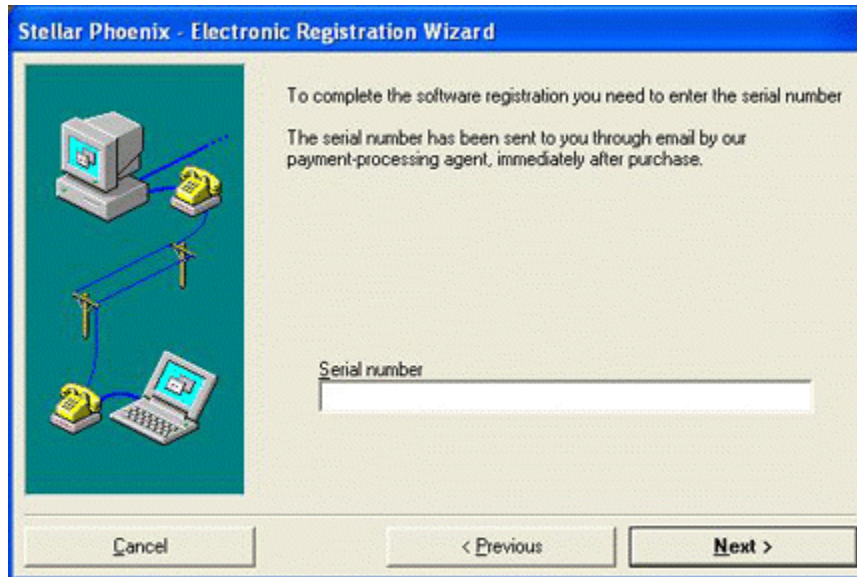 Stellar Phoenix - Electronic Registration Wizard
To complete the software registration you need to enter the serial number
The serial number has been sent to you through email by our
payment-processing agent, immediately after purchase.
Serial number
Cancel
< Previous
Next >